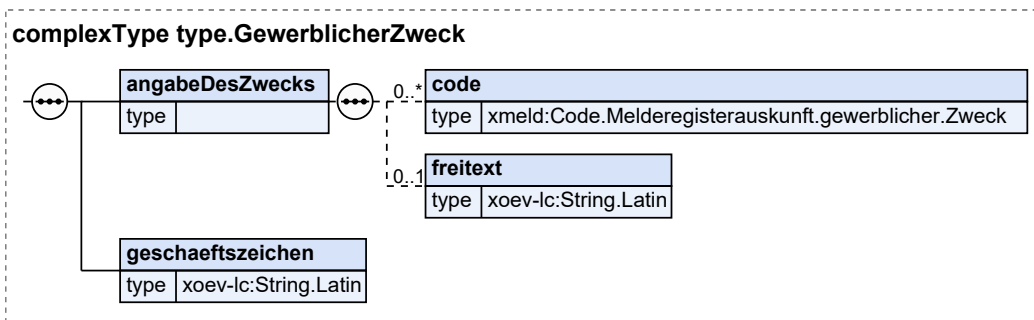 complexType type.GewerblicherZweck
angabeDesZwecks
type
0..* code
type xmeld:Code.Melderegisterauskunft.gewerblicher.Zweck
0..1 freitext
type xoev-lc:String.Latin
geschaeftszeichen
type xoev-lc:String.Latin